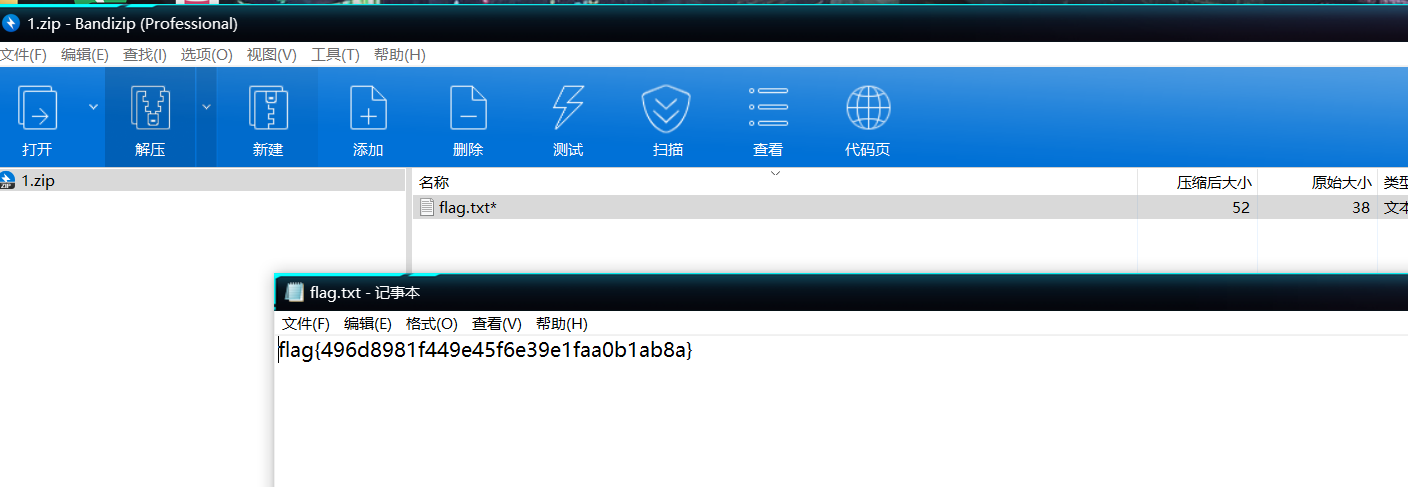 1.zip - Bandizip (Professional)
文件(F) 编辑(E) 查找(I) 选项(O) 视图(V) 工具(T) 帮助(H)
打开 解压 新建 添加 删除 测试 扫描 查看 代码页
1.zip
名称 压缩后大小 原始大小 类型
flag.txt* 52 38 文本
flag.txt - 记事本
文件(F) 编辑(E) 格式(O) 查看(V) 帮助(H)
flag{496d8981f449e45f6e39e1faa0b1ab8a}